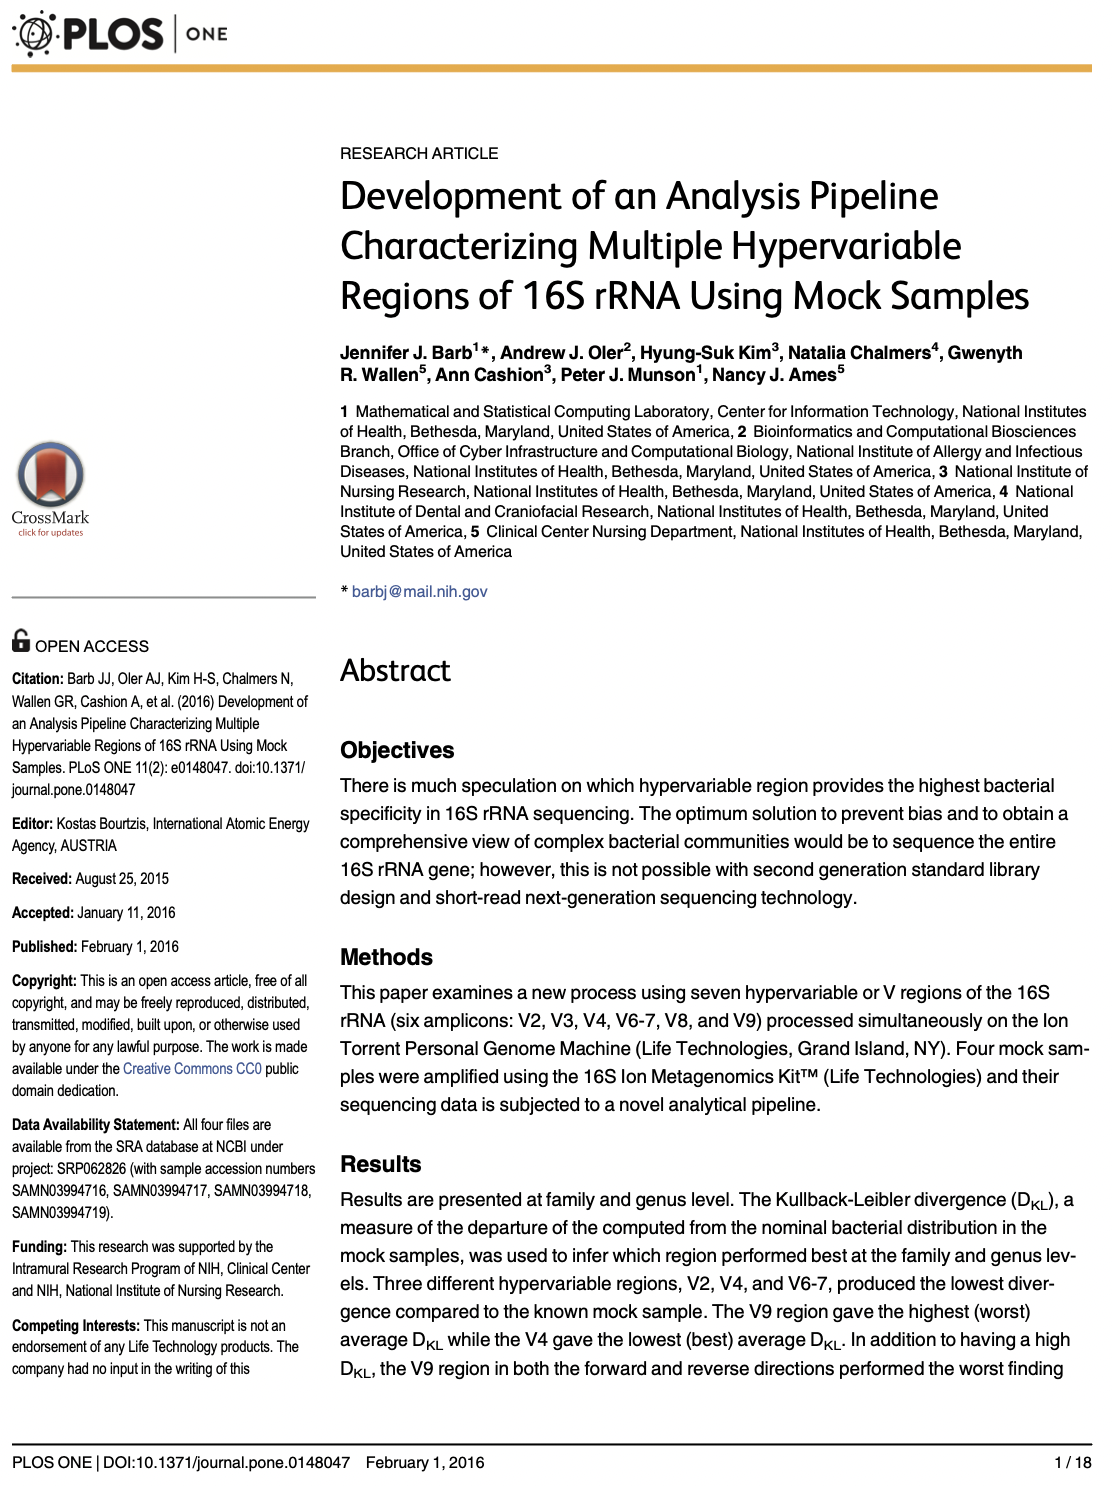 PLOS ONE
RESEARCH ARTICLE
Development of an Analysis Pipeline
Characterizing Multiple Hypervariable
Regions of 16S rRNA Using Mock Samples
Jennifer J. Barb1*, Andrew J. Oler2, Hyung-Suk Kim3, Natalia Chalmers4, Gwenyth
R. Wallen5, Ann Cashion3, Peter J. Munson1, Nancy J. Ames5
1 Mathematical and Statistical Computing Laboratory, Center for Information Technology, National Institutes
of Health, Bethesda, Maryland, United States of America, 2 Bioinformatics and Computational Biosciences
Branch, Office of Cyber Infrastructure and Computational Biology, National Institute of Allergy and Infectious
Diseases, National Institutes of Health, Bethesda, Maryland, United States of America, 3 National Institute of
Nursing Research, National Institutes of Health, Bethesda, Maryland, United States of America, 4 National
Institute of Dental and Craniofacial Research, National Institutes of Health, Bethesda, Maryland, United
States of America, 5 Clinical Center Nursing Department, National Institutes of Health, Bethesda, Maryland,
United States of America
* barbj@mail.nih.gov
CrossMark
click for updates
OPEN ACCESS
Citation: Barb JJ, Oler AJ, Kim H-S, Chalmers N,
Wallen GR, Cashion A, et al. (2016) Development of
an Analysis Pipeline Characterizing Multiple
Hypervariable Regions of 16S rRNA Using Mock
Samples. PLoS ONE 11(2): e0148047. doi:10.1371/
journal.pone.0148047
Editor: Kostas Bourtzis, International Atomic Energy
Agency, AUSTRIA
Received: August 25, 2015
Accepted: January 11, 2016
Published: February 1, 2016
Copyright: This is an open access article, free of all
copyright, and may be freely reproduced, distributed,
transmitted, modified, built upon, or otherwise used
by anyone for any lawful purpose. The work is made
available under the Creative Commons CC0 public
domain dedication.
Data Availability Statement: All four files are
available from the SRA database at NCBI under
project: SRP062826 (with sample accession numbers
SAMN03994716, SAMN03994717, SAMN03994718,
SAMN03994719).
Funding: This research was supported by the
Intramural Research Program of NIH, Clinical Center
and NIH, National Institute of Nursing Research.
Competing Interests: This manuscript is not an
endorsement of any Life Technology products. The
company had no input in the writing of this
Abstract
Objectives
There is much speculation on which hypervariable region provides the highest bacterial
specificity in 16S rRNA sequencing. The optimum solution to prevent bias and to obtain a
comprehensive view of complex bacterial communities would be to sequence the entire
16S rRNA gene; however, this is not possible with second generation standard library
design and short-read next-generation sequencing technology.
Methods
This paper examines a new process using seven hypervariable or V regions of the 16S
rRNA (six amplicons: V2, V3, V4, V6-7, V8, and V9) processed simultaneously on the Ion
Torrent Personal Genome Machine (Life Technologies, Grand Island, NY). Four mock sam-
ples were amplified using the 16S Ion Metagenomics Kit™ (Life Technologies) and their
sequencing data is subjected to a novel analytical pipeline.
Results
Results are presented at family and genus level. The Kullback-Leibler divergence (DKL), a
measure of the departure of the computed from the nominal bacterial distribution in the
mock samples, was used to infer which region performed best at the family and genus lev-
els. Three different hypervariable regions, V2, V4, and V6-7, produced the lowest diver-
gence compared to the known mock sample. The V9 region gave the highest (worst)
average DKL while the V4 gave the lowest (best) average DKL. In addition to having a high
DKL, the V9 region in both the forward and reverse directions performed the worst finding
PLOS ONE | DOI:10.1371/journal.pone.0148047 February 1, 2016
1 / 18